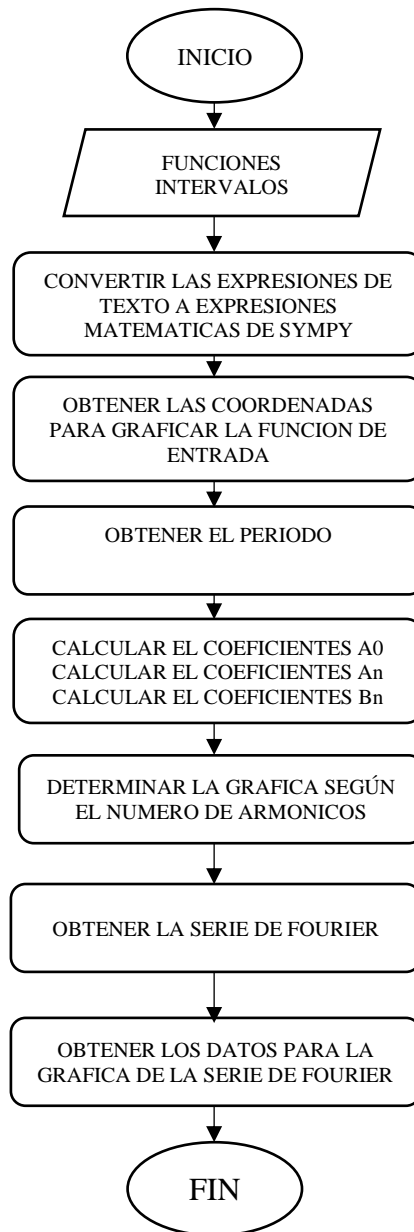 INICIO
FUNCIONES
INTERVALOS
CONVERTIR LAS EXPRESIONES DE
TEXTO A EXPRESIONES
MATEMATICAS DE SYMPY
OBTENER LAS COORDENADAS
PARA GRAFICAR LA FUNCION DE
ENTRADA
OBTENER EL PERIODO
CALCULAR EL COEFICIENTES A0
CALCULAR EL COEFICIENTES An
CALCULAR EL COEFICIENTES Bn
DETERMINAR LA GRAFICA SEGÚN
EL NUMERO DE ARMONICOS
OBTENER LA SERIE DE FOURIER
OBTENER LOS DATOS PARA LA
GRAFICA DE LA SERIE DE FOURIER
FIN